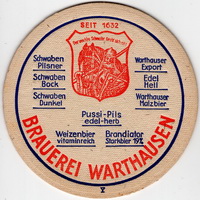 SEIT 1632
Schwaben
Pilsner
Schwaben
Bock
Schwaben
Dunkel
Warthauser
Export
Edel
Hell
Warthauser
Malzbier
Pussi-Pils
edel-herb
Weizenbier
vitaminreich
Brandiator
Starkbier 19%
BRAUEREI WARTHAUSEN